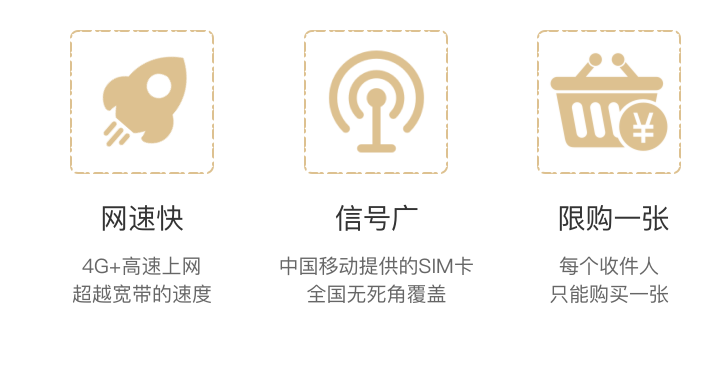 ¥
网速快
4G+高速上网
超越宽带的速度
信号广
中国移动提供的SIM卡
全国无死角覆盖
限购一张
每个收件人
只能购买一张